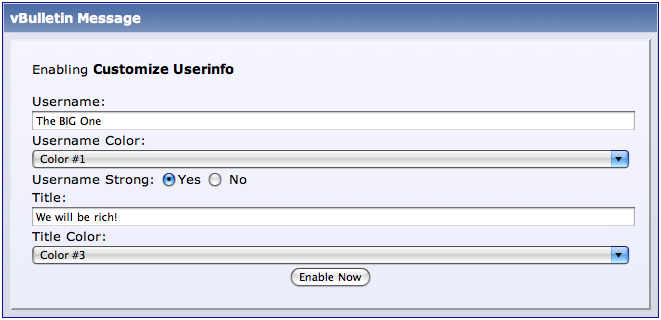 vBulletin Message
Enabling Customize Userinfo
Username:
The BIG One
Username Color:
Color #1
Username Strong: Yes No
Title:
We will be rich!
Title Color:
Color #3
Enable Now